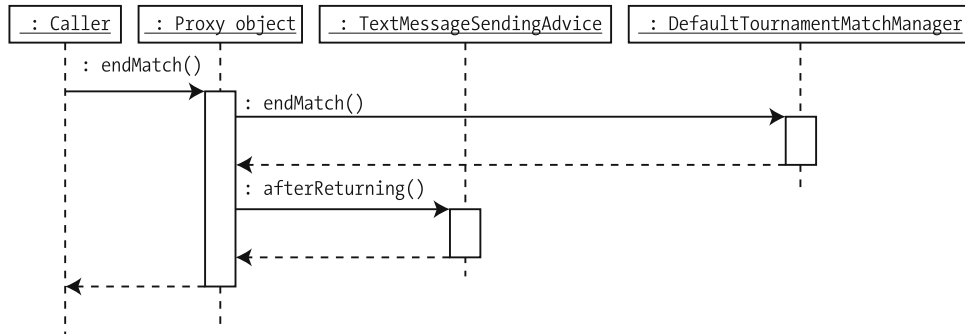 : Caller
: Proxy object
: TextMessageSendingAdvice
: DefaultTournamentMatchManager
: endMatch()
: endMatch()
: afterReturning()